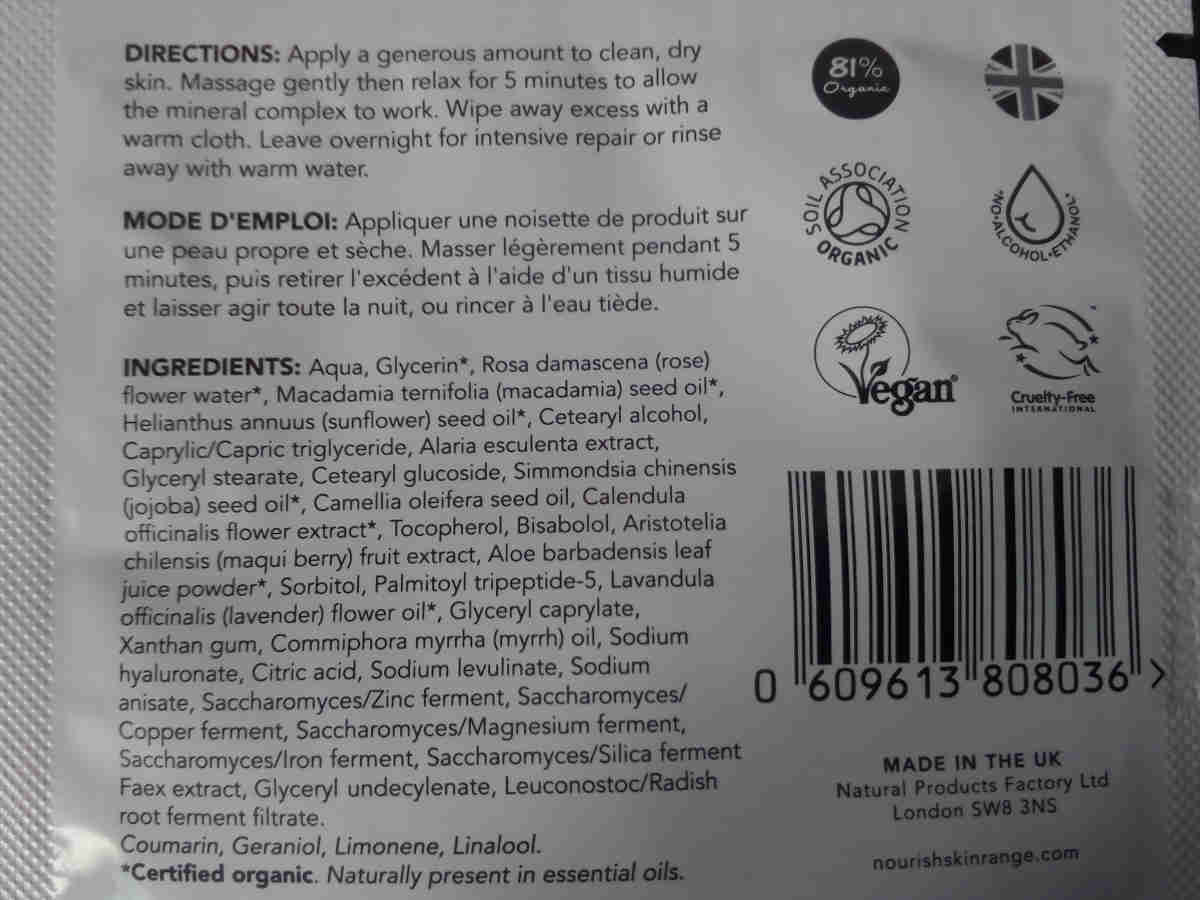 DIRECTIONS: Apply a generous amount to clean, dry
skin. Massage gently then relax for 5 minutes to allow
the mineral complex to work. Wipe away excess with a
warm cloth. Leave overnight for intensive repair or rinse
away with warm water.
MODE D'EMPLOI: Appliquer une noisette de produit sur
une peau propre et sèche. Masser légèrement pendant 5
minutes, puis retirer l'excédent à l'aide d'un tissu humide
et laisser agir toute la nuit, ou rincer à l'eau tiède.
INGREDIENTS: Aqua, Glycerin*, Rosa damascena (rose)
flower water*, Macadamia ternifolia (macadamia) seed oil*,
Helianthus annuus (sunflower) seed oil*, Cetearyl alcohol,
Caprylic/Capric triglyceride, Alaria esculenta extract,
Glyceryl stearate, Cetearyl glucoside, Simmondsia chinensis
(jojoba) seed oil*, Camellia oleifera seed oil, Calendula
officinalis flower extract*, Tocopherol, Bisabolol, Aristotelia
chilensis (maqui berry) fruit extract, Aloe barbadensis leaf
juice powder*, Sorbitol, Palmitoyl tripeptide-5, Lavandula
officinalis (lavender) flower oil*, Glyceryl caprylate,
Xanthan gum, Commiphora myrrha (myrrh) oil, Sodium
hyaluronate, Citric acid, Sodium levulinate, Sodium
anisate, Saccharomyces/Zinc ferment, Saccharomyces/
Copper ferment, Saccharomyces/Magnesium ferment,
Saccharomyces/Iron ferment, Saccharomyces/Silica ferment
Faex extract, Glyceryl undecylenate, Leuconostoc/Radish
root ferment filtrate.
Coumarin, Geraniol, Limonene, Linalool.
*Certified organic. Naturally present in essential oils.
81%
Organic
SOIL ASSOCIATION
ORGANIC
•NO•ALCOHOL•ETHANOL•
Vegan®
Cruelty-Free
INTERNATIONAL
0 609613 808036 >
MADE IN THE UK
Natural Products Factory Ltd
London SW8 3NS
nourishskinrange.com